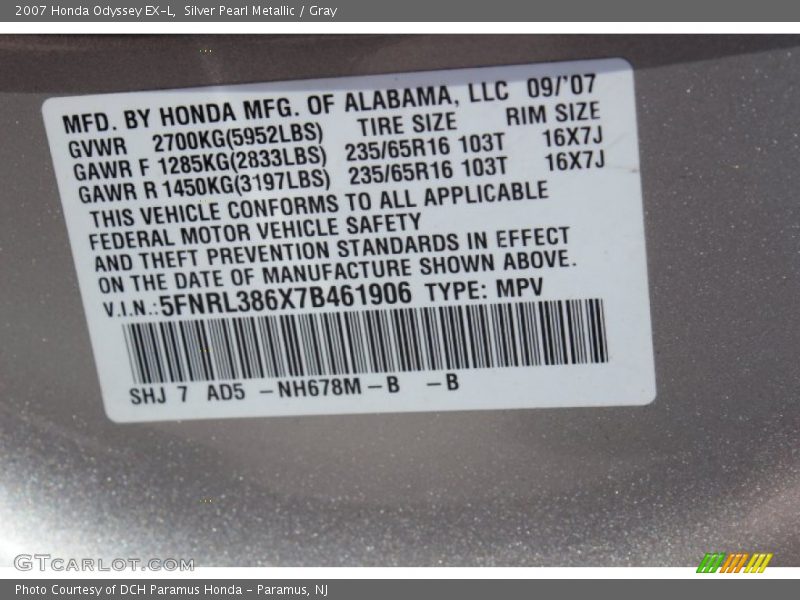 2007 Honda Odyssey EX-L, Silver Pearl Metallic / Gray
MFD. BY HONDA MFG. OF ALABAMA, LLC 09/'07
GVWR 2700KG(5952LBS) TIRE SIZE RIM SIZE
GAWR F 1285KG(2833LBS) 235/65R16 103T 16X7J
GAWR R 1450KG(3197LBS) 235/65R16 103T 16X7J
THIS VEHICLE CONFORMS TO ALL APPLICABLE
FEDERAL MOTOR VEHICLE SAFETY
AND THEFT PREVENTION STANDARDS IN EFFECT
ON THE DATE OF MANUFACTURE SHOWN ABOVE.
V.I.N.:5FNRL386X7B461906 TYPE: MPV
SHJ 7 AD5 –NH678M–B –B
GTCARLOT.COM
Photo Courtesy of DCH Paramus Honda - Paramus, NJ